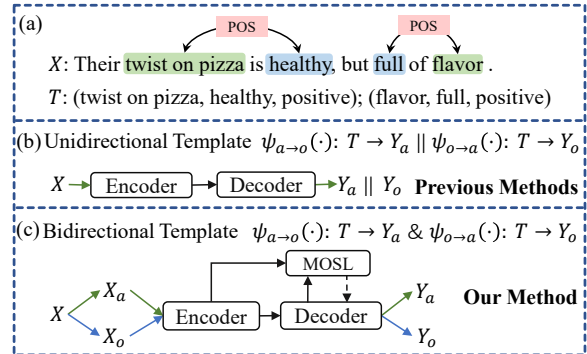 (a)
POS POS
X: Their twist on pizza is healthy, but full of flavor .
T: (twist on pizza, healthy, positive); (flavor, full, positive)
(b) Unidirectional Template ψₐ→ₒ(·): T → Yₐ || ψₒ→ₐ(·): T → Yₒ
X Encoder Decoder Yₐ || Yₒ Previous Methods
(c) Bidirectional Template ψₐ→ₒ(·): T → Yₐ & ψₒ→ₐ(·): T → Yₒ
MOSL
Xₐ Yₐ
X Encoder Decoder Our Method
Xₒ Yₒ